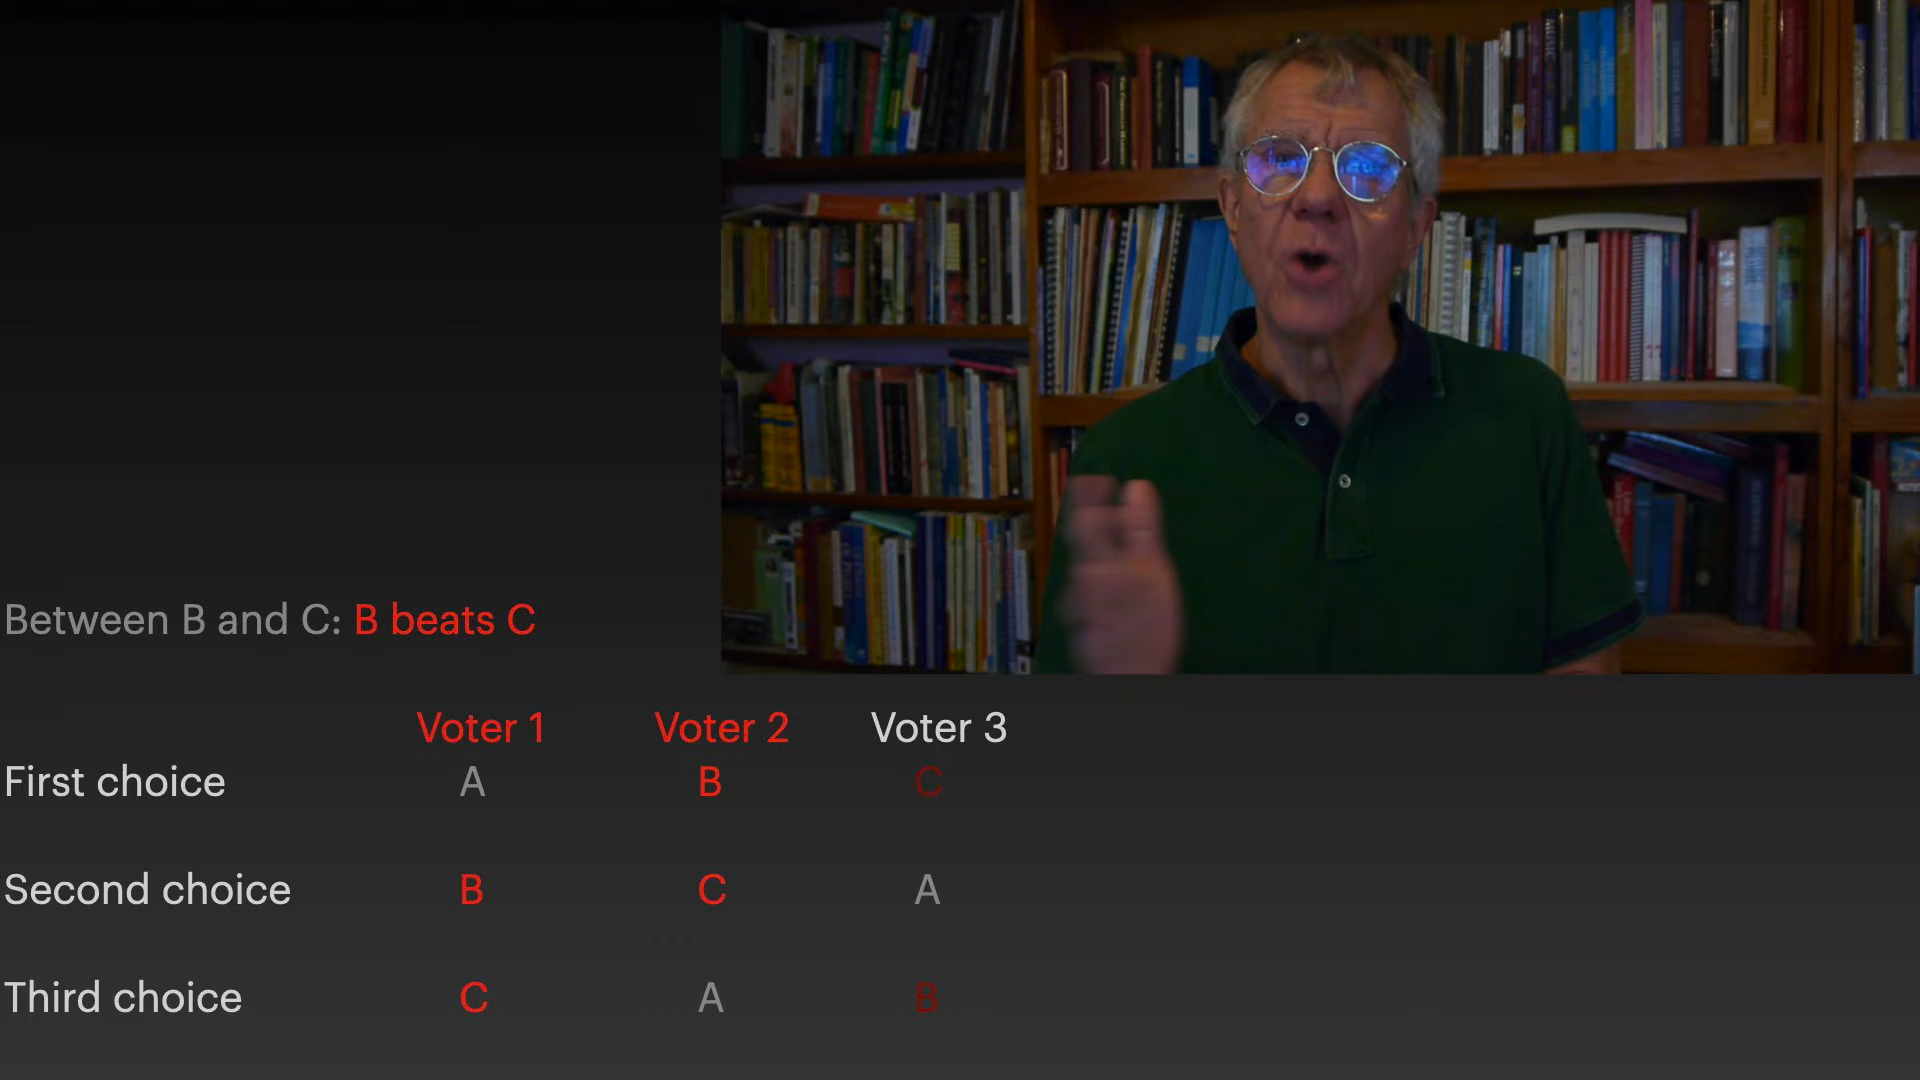 Between B and C: B beats C
Voter 1 Voter 2 Voter 3
First choice A B C
Second choice B C A
Third choice C A B